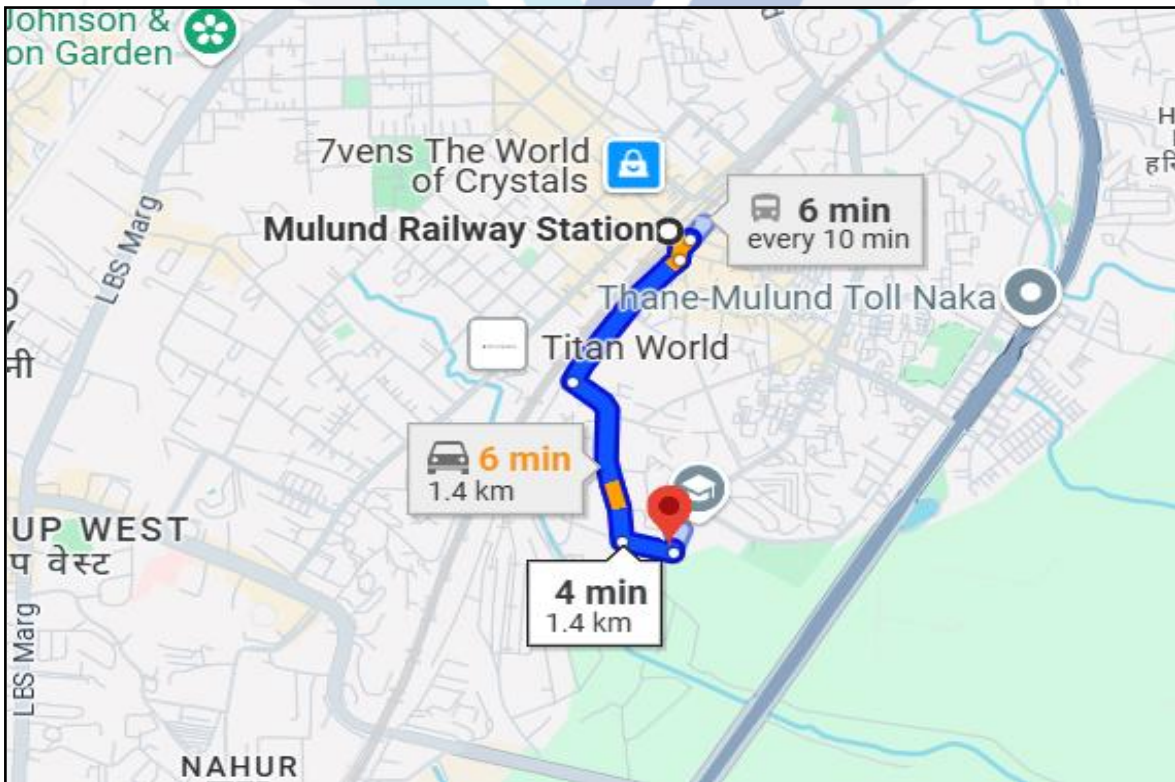 Johnson &
on Garden
7vens The World
of Crystals
Mulund Railway Station
6 min
every 10 min
Thane-Mulund Toll Naka
LBS Marg
Titan World
6 min
1.4 km
UP WEST
प वेस्ट
4 min
1.4 km
LBS Marg
NAHUR